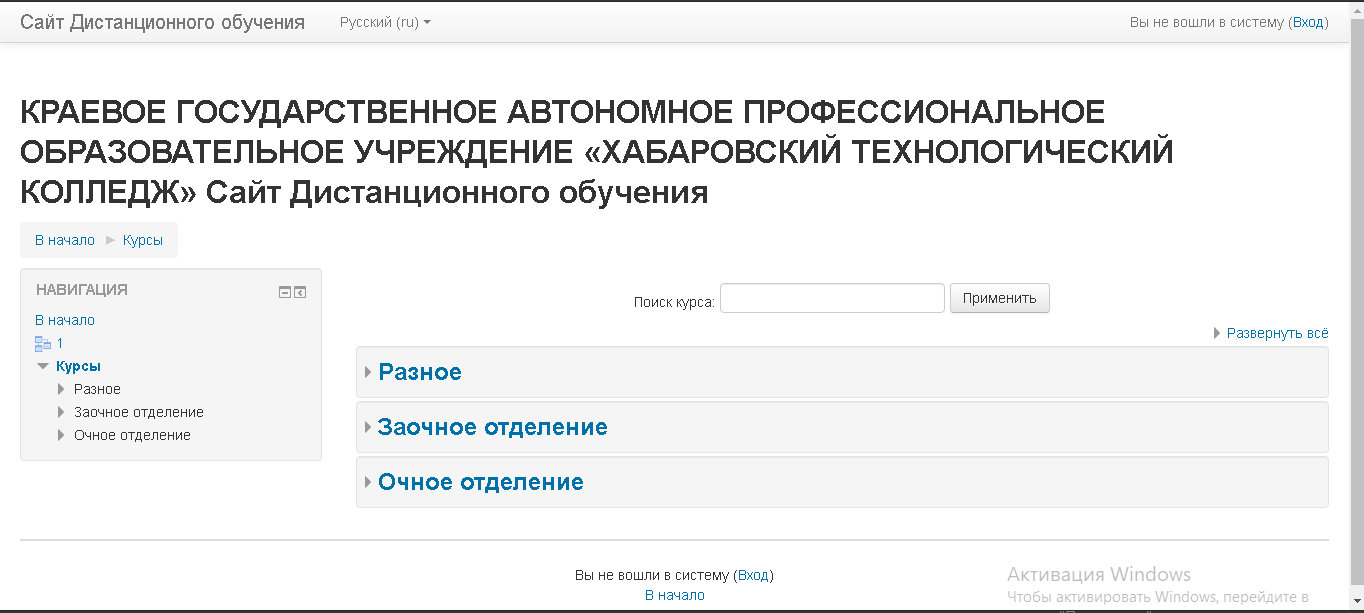 Сайт Дистанционного обучения Русский (ru) Вы не вошли в систему (Вход)
КРАЕВОЕ ГОСУДАРСТВЕННОЕ АВТОНОМНОЕ ПРОФЕССИОНАЛЬНОЕ
ОБРАЗОВАТЕЛЬНОЕ УЧРЕЖДЕНИЕ «ХАБАРОВСКИЙ ТЕХНОЛОГИЧЕСКИЙ
КОЛЛЕДЖ» Сайт Дистанционного обучения
В начало Курсы
НАВИГАЦИЯ
В начало
1
Курсы
Разное
Заочное отделение
Очное отделение
Поиск курса: Применить
Развернуть всё
Разное
Заочное отделение
Очное отделение
Вы не вошли в систему (Вход)
В начало
Активация Windows
Чтобы активировать Windows, перейдите в